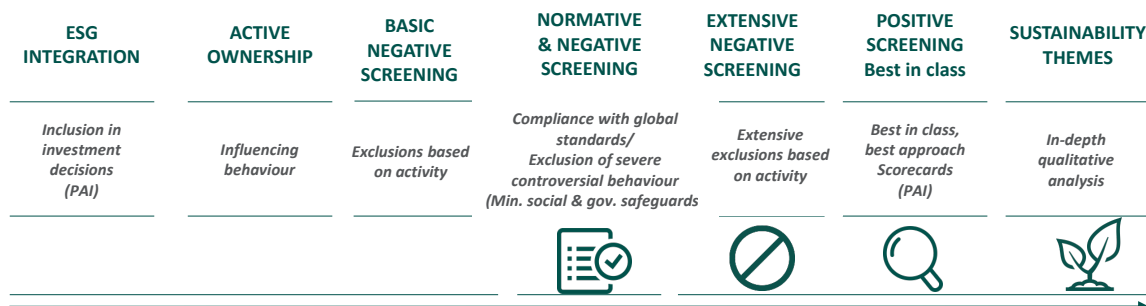 ESG
INTEGRATION
ACTIVE
OWNERSHIP
BASIC
NEGATIVE
SCREENING
NORMATIVE
& NEGATIVE
SCREENING
EXTENSIVE
NEGATIVE
SCREENING
POSITIVE
SCREENING
Best in class
SUSTAINABILITY
THEMES
Inclusion in
investment
decisions
(PAI)
Influencing
behaviour
Exclusions based
on activity
Compliance with global
standards/
Exclusion of severe
controversial behaviour
(Min. social & gov. safeguards
Extensive
exclusions based
on activity
Best in class,
best approach
Scorecards
(PAI)
In-depth
qualitative
analysis